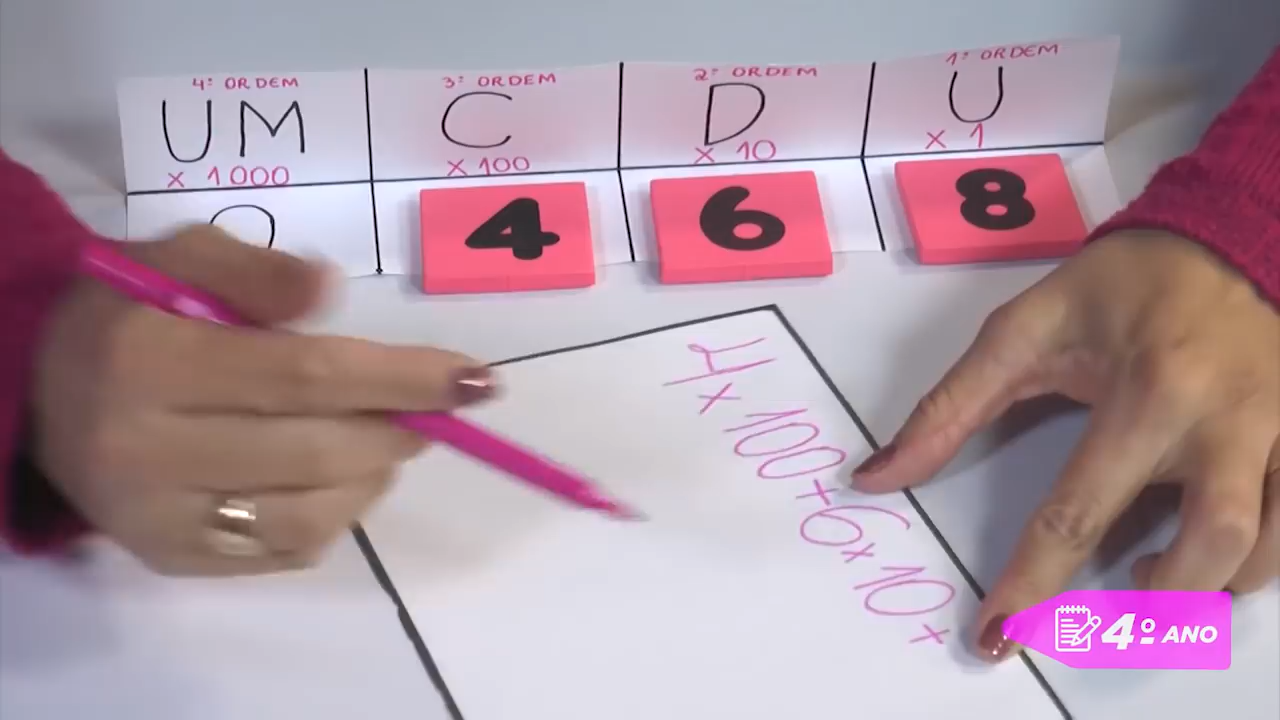 4ª ORDEM 3ª ORDEM 2ª ORDEM 1ª ORDEM
UM C D U
x 1000 x 100 x 10 x 1
4 6 8
4 x 100 + 6 x 10 +
4º ANO